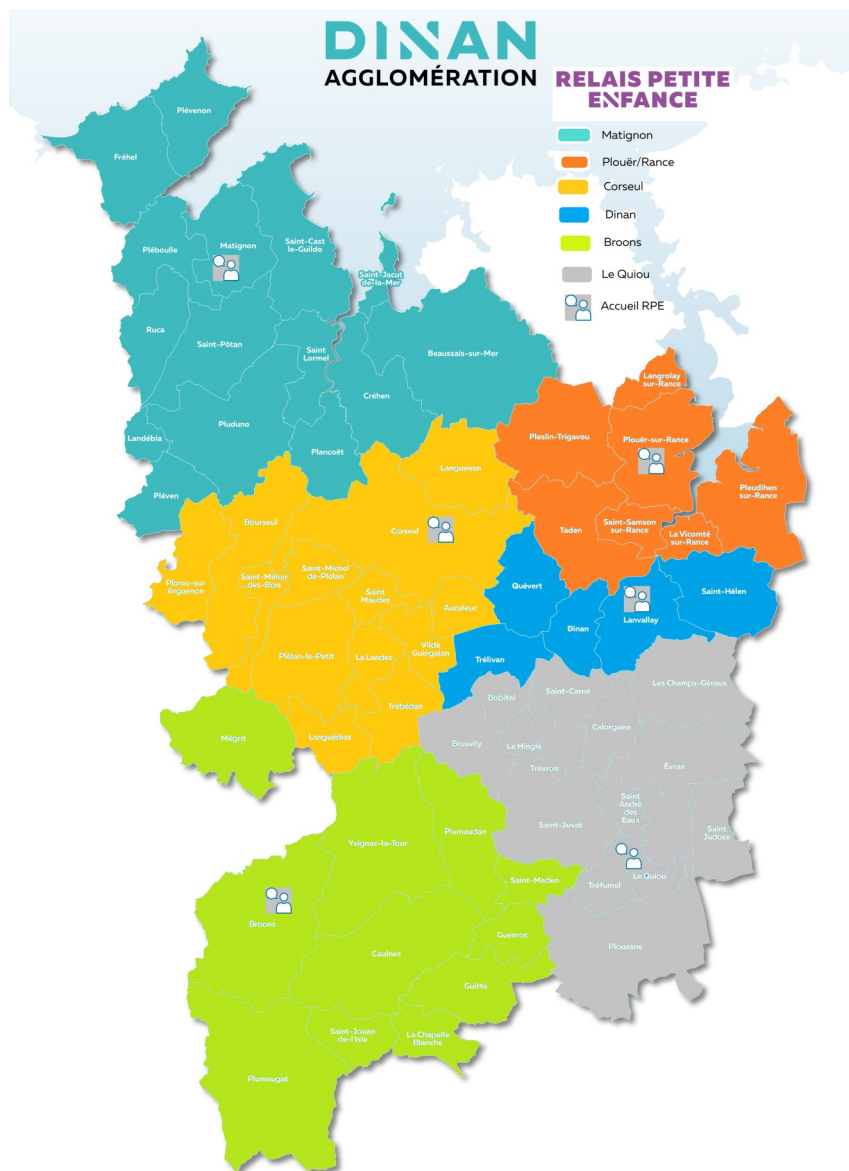 DINAN
AGGLOMÉRATION
RELAIS PETITE
ENFANCE
Matignon
Plouër/Rance
Corseul
Dinan
Broons
Le Quiou
Accueil RPE
Plévenon
Fréhel
Pléboulle
Matignon
Saint-Cast
le-Guildo
Saint-Jacut
de-la-Mer
Ruca
Saint-Pôtan
Saint
Lormel
Beaussais-sur-Mer
Créhen
Landébia
Pluduno
Plancoët
Pléven
Langrolay
sur-Rance
Pleslin-Trigavou
Plouër-sur-Rance
Pleudihen
sur-Rance
Taden
Saint-Samson
sur-Rance
La Vicomté
sur-Rance
Languenan
Bourseul
Corseul
Plorec-sur
Arguenon
Saint-Méloir
des-Bois
Saint-Michel
de-Plélan
Saint
Maudez
Aucaleuc
Plélan-le-Petit
La Landec
Vildé
Guingalan
Trébédan
Languédias
Quévert
Dinan
Lanvallay
Saint-Hélen
Trélivan
Bobital
Saint-Carné
Les Champs-Géraux
Calorguen
Brusvily
Le Hinglé
Trévron
Évran
Saint
André
des
Eaux
Saint-Juvat
Saint
Judoce
Tréfumel
Le Quiou
Plouasne
Mégrit
Yvignac-la-Tour
Plumaudan
Saint-Maden
Broons
Guenroc
Caulnes
Guitté
Saint-Jouan
de-l'Isle
La Chapelle
Blanche
Plumaugat